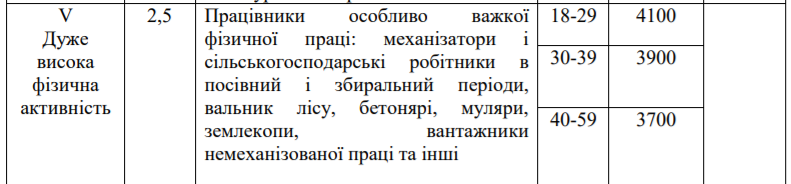 V
Дуже
висока
фізична
активність
2,5
Працівники особливо важкої
фізичної праці: механізатори і
сільськогосподарські робітники в
посівний і збиральний періоди,
вальник лісу, бетонярі, муляри,
землекопи, вантажники
немеханізованої праці та інші
18-29 4100
30-39 3900
40-59 3700